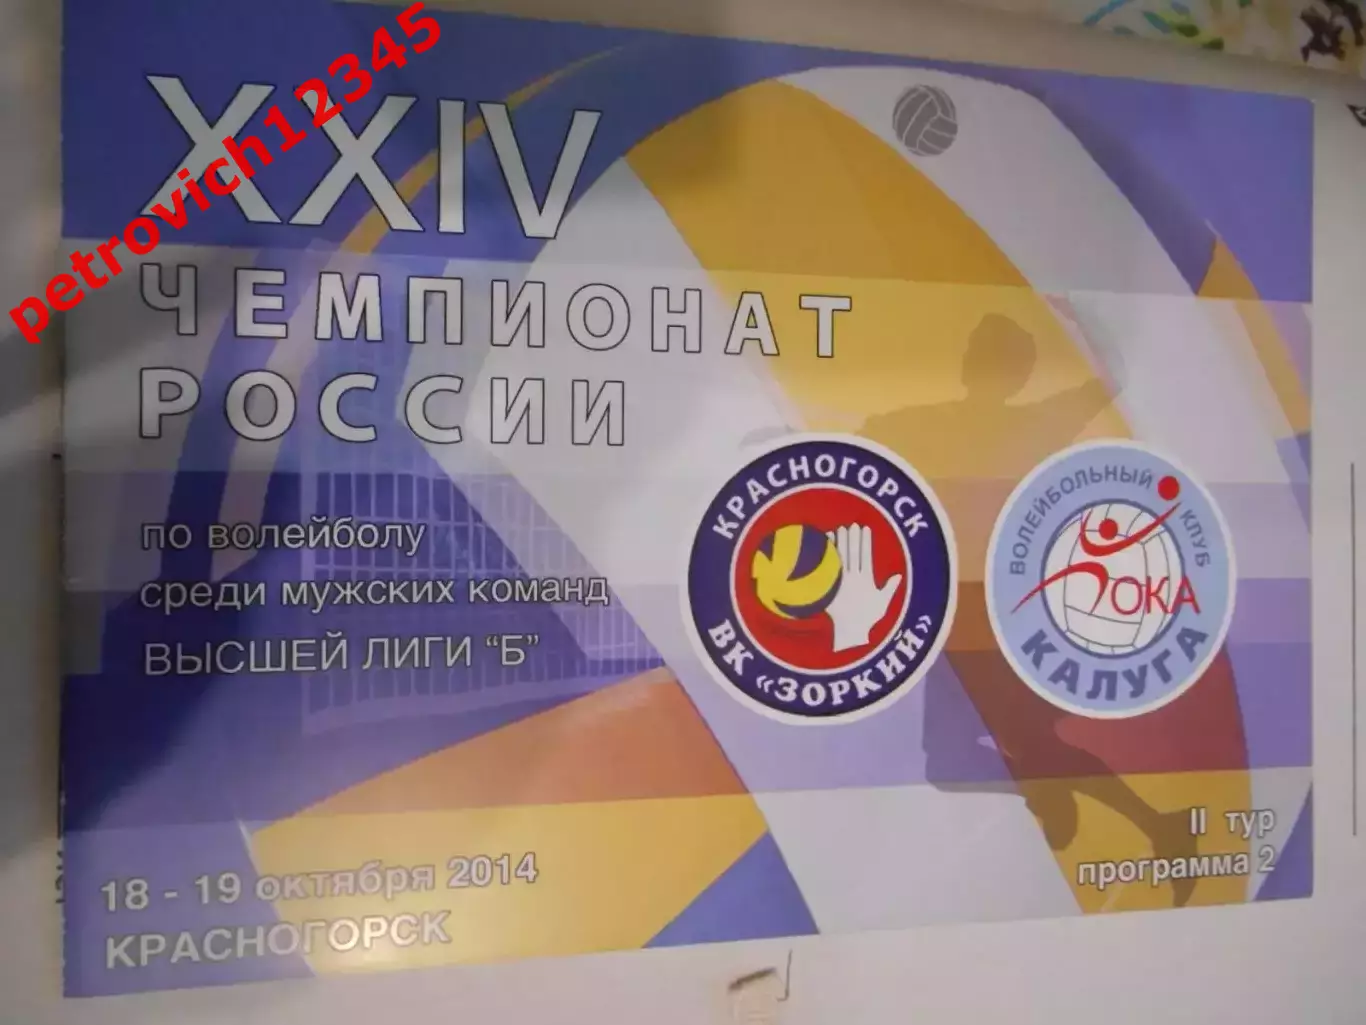 petrovich12345
XXIV
ЧЕМПИОНАТ
РОССИИ
по волейболу
среди мужских команд
ВЫСШЕЙ ЛИГИ "Б"
КРАСНОГОРСК
ВК «ЗОРКИЙ»
ВОЛЕЙБОЛЬНЫЙ КЛУБ
ОКА
КАЛУГА
II тур
программа 2
18 - 19 октября 2014
КРАСНОГОРСК